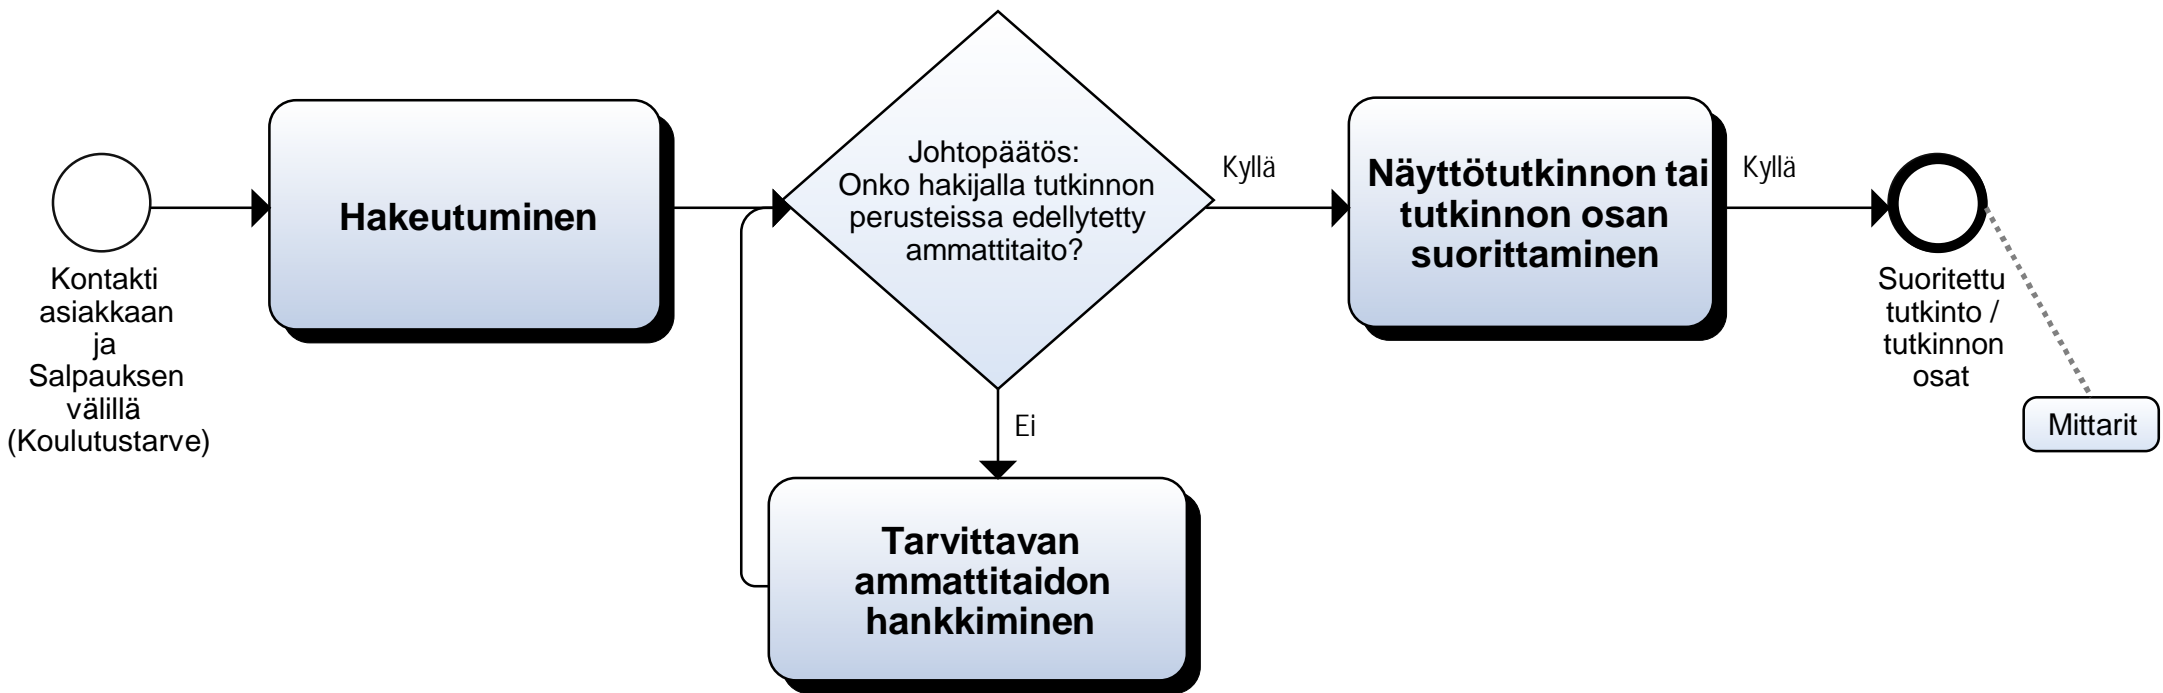 Kontakti
asiakkaan
ja
Salpauksen
välillä
(Koulutustarve)
Hakeutuminen
Johtopäätös:
Onko hakijalla tutkinnon
perusteissa edellytetty
ammattitaito?
Kyllä
Ei
Tarvittavan
ammattitaidon
hankkiminen
Näyttötutkinnon tai
tutkinnon osan
suorittaminen
Kyllä
Suoritettu
tutkinto /
tutkinnon
osat
Mittarit